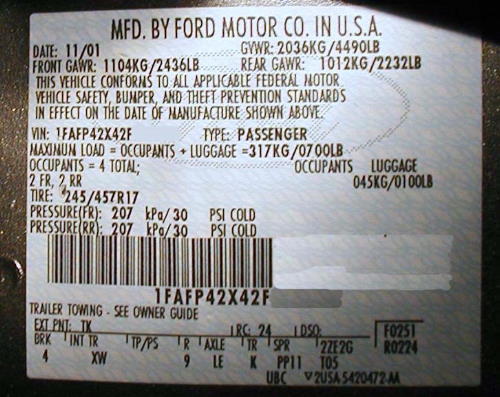 MFD. BY FORD MOTOR CO. IN U.S.A.
DATE: 11/01 GVWR: 2036KG/4490LB
FRONT GAWR: 1104KG/2436LB REAR GAWR: 1012KG/2232LB
THIS VEHICLE CONFORMS TO ALL APPLICABLE FEDERAL MOTOR
VEHICLE SAFETY, BUMPER, AND THEFT PREVENTION STANDARDS
IN EFFECT ON THE DATE OF MANUFACTURE SHOWN ABOVE.
VIN: 1FAFP42X42F TYPE: PASSENGER
MAXIMUM LOAD = OCCUPANTS + LUGGAGE =317KG/0700LB
OCCUPANTS = 4 TOTAL; OCCUPANTS LUGGAGE
2 FR, 2 RR 045KG/0100LB
TIRE: 245/457R17
PRESSURE(FR): 207 kPa/30 PSI COLD
PRESSURE(RR): 207 kPa/30 PSI COLD
1FAFP42X42F
TRAILER TOWING - SEE OWNER GUIDE
EXT PNT: TK RC: 24 DSO: F0251
BRK INT TR TP/PS R AXLE TR SPR 2ZE2G R0224
4 XW 9 LE K PP11 T05
UBC 2USA-5420472-AA